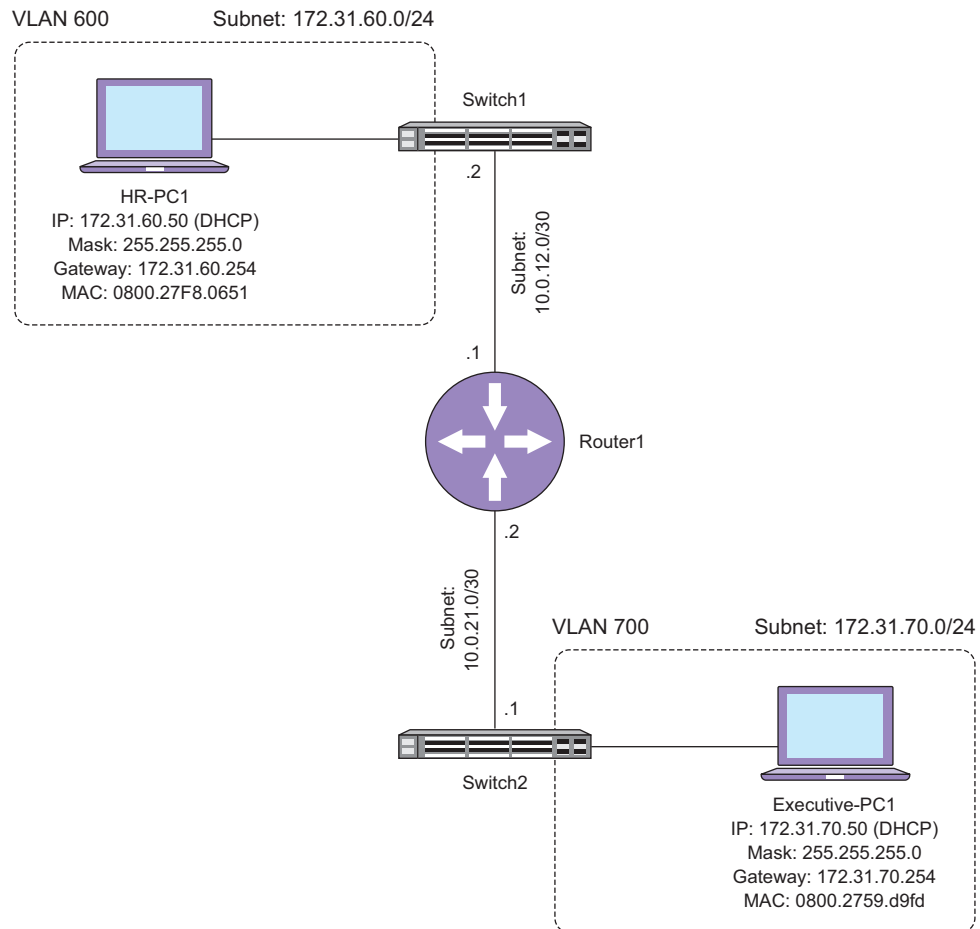 VLAN 600
Subnet: 172.31.60.0/24
Switch1
.2
HR-PC1
IP: 172.31.60.50 (DHCP)
Mask: 255.255.255.0
Gateway: 172.31.60.254
MAC: 0800.27F8.0651
Subnet:
10.0.12.0/30
.1
Router1
.2
Subnet:
10.0.21.0/30
VLAN 700
Subnet: 172.31.70.0/24
.1
Switch2
Executive-PC1
IP: 172.31.70.50 (DHCP)
Mask: 255.255.255.0
Gateway: 172.31.70.254
MAC: 0800.2759.d9fd